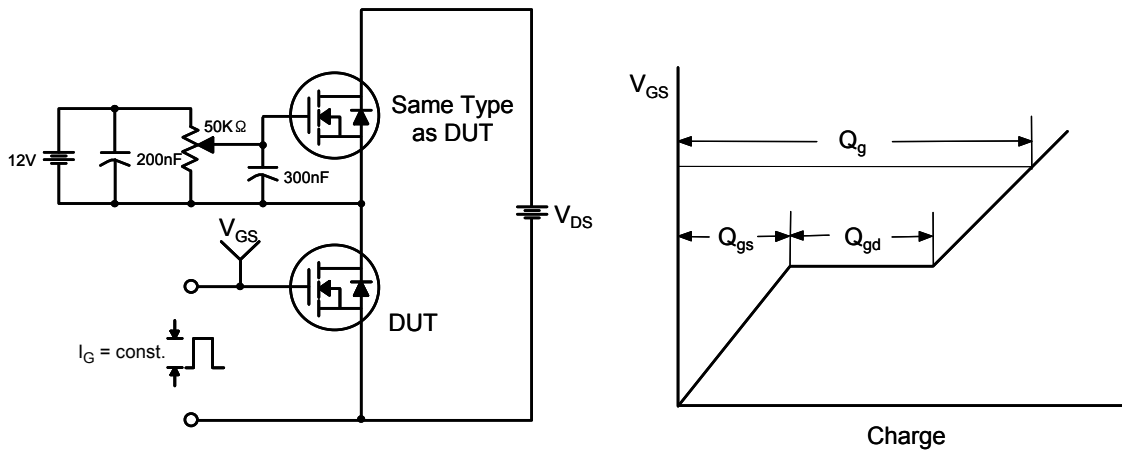 Same Type
as DUT
50KΩ
12V
200nF
300nF
V_DS
V_GS
DUT
I_G = const.
V_GS
Q_g
Q_gs
Q_gd
Charge